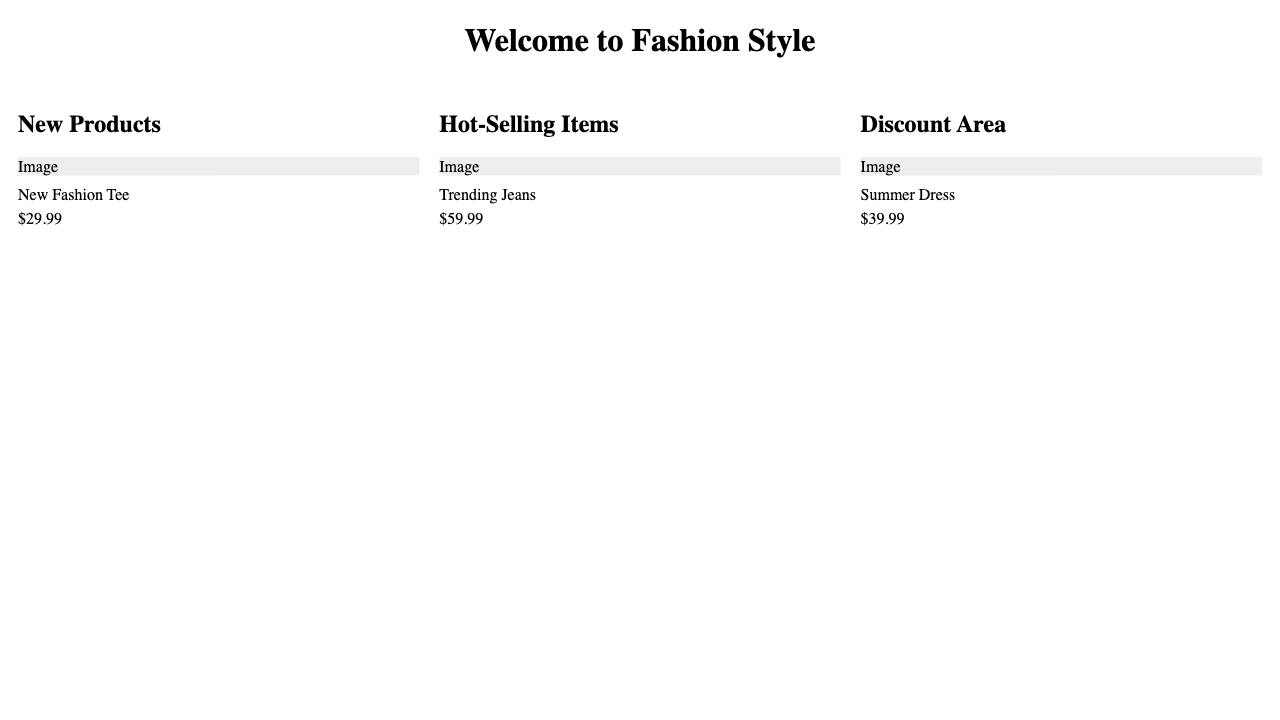 Welcome to Fashion Style
New Products
Image
New Fashion Tee
$29.99
Hot-Selling Items
Image
Trending Jeans
$59.99
Discount Area
Image
Summer Dress
$39.99